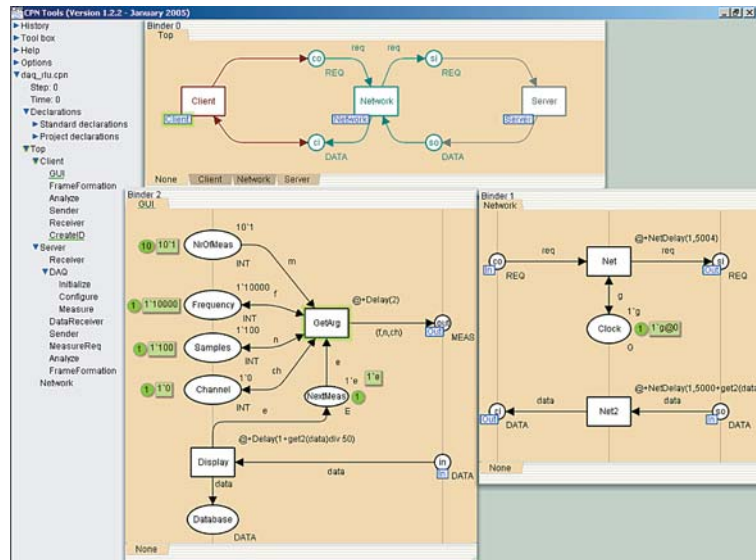 CPN Tools (Version 1.2.2 - January 2005)
History
Tool box
Help
Options
daq_rlu.cpn
Step: 0
Time: 0
Declarations
Standard declarations
Project declarations
Top
Client
GUI
FrameFormation
Analyze
Sender
Receiver
CreateID
Server
Receiver
DAQ
Initialize
Configure
Measure
DataReceiver
Sender
MeasureReq
Analyze
FrameFormation
Network
Binder 0
Top
req
req
co
si
REQ
REQ
Client
Network
Server
Client
Network
Server
ci
so
DATA
DATA
None
Client
Network
Server
Binder 2
GUI
10`1
10
10`1
NrOfMeas
INT
m
1`10000
f
1
1`10000
Frequency
INT
@+Delay(2)
1`100
GetArg
out
Out
1
1`100
Samples
n
(f,n,ch)
MEAS
INT
ch
1`0
e
1
1`0
Channel
1`e
1`e
INT
NextMeas
1
e
E
@+Delay(1+get2(data)div 50)
Display
in
In
data
DATA
data
Database
DATA
None
Binder 1
Network
@+NetDelay(1,5004)
co
req
Net
req
si
In
Out
REQ
REQ
g
1`g
Clock
1
1`g@0
@+NetDelay(1,5000+get2(data)
ci
data
Net2
data
so
Out
In
DATA
DATA
None